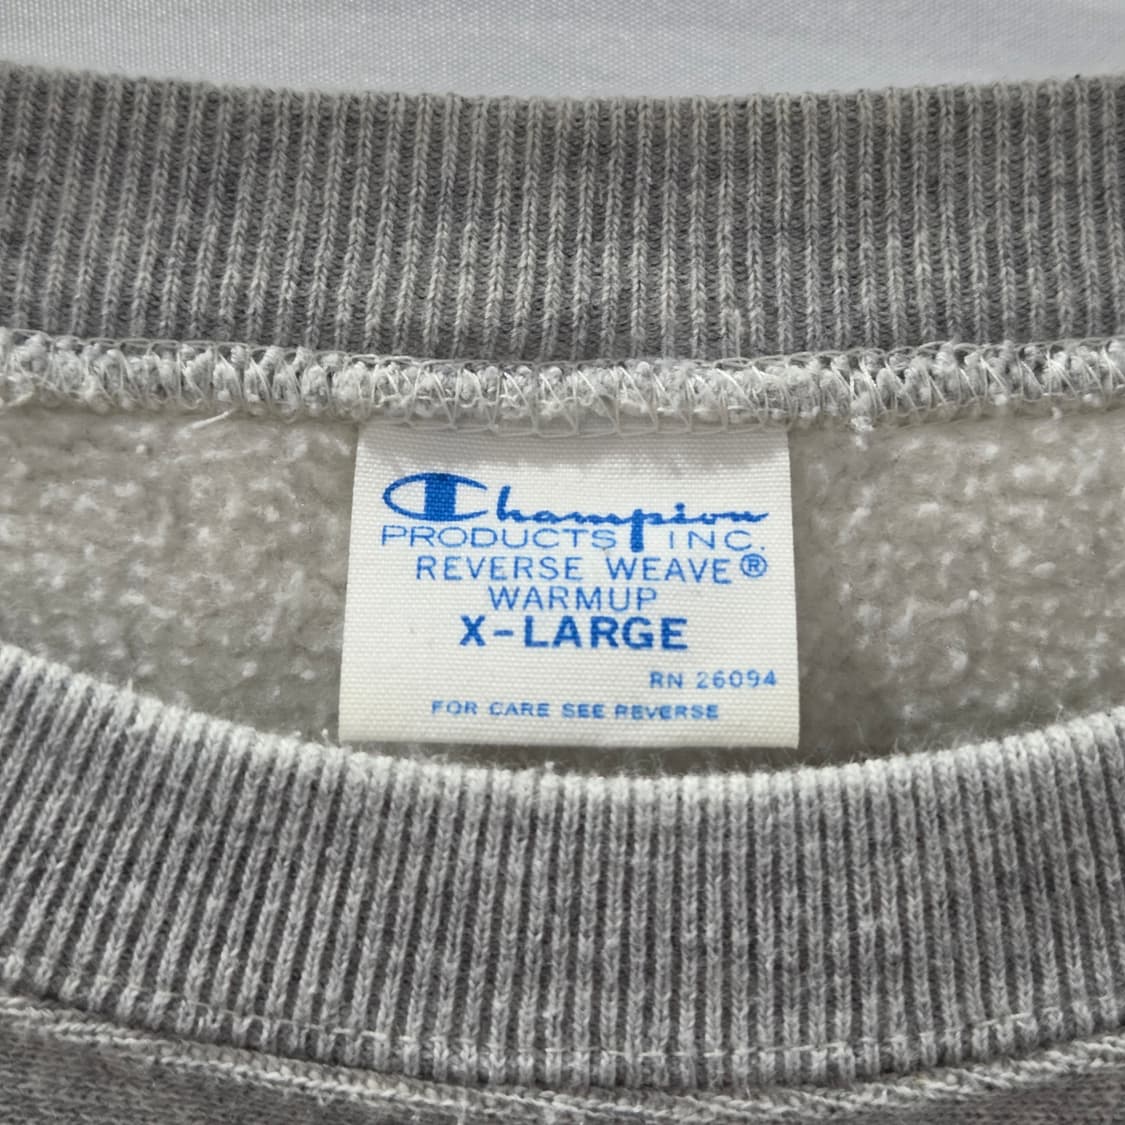 Champion
PRODUCTS INC.
REVERSE WEAVE®
WARMUP
X-LARGE
RN 26094
FOR CARE SEE REVERSE